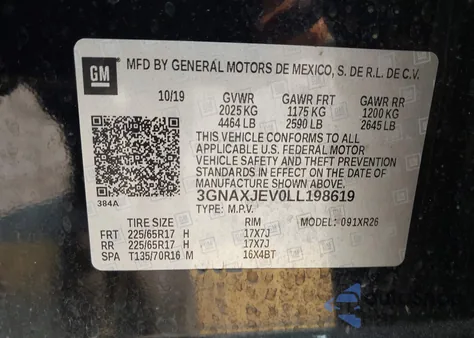 GM
MFD BY GENERAL MOTORS DE MEXICO, S. DE R.L. DE C.V.
10/19 GVWR GAWR FRT GAWR RR
2025 KG 1175 KG 1200 KG
4464 LB 2590 LB 2645 LB
THIS VEHICLE CONFORMS TO ALL
APPLICABLE U.S. FEDERAL MOTOR
VEHICLE SAFETY AND THEFT PREVENTION
STANDARDS IN EFFECT ON THE DATE OF
MANUFACTURE SHOWN ABOVE.
3GNAXJEV0LL198619
384A
TYPE: M.P.V. MODEL: 091XR26
TIRE SIZE RIM
FRT 225/65R17 H 17X7J
RR 225/65R17 H 17X7J
SPA T135/70R16 M 16X4BT